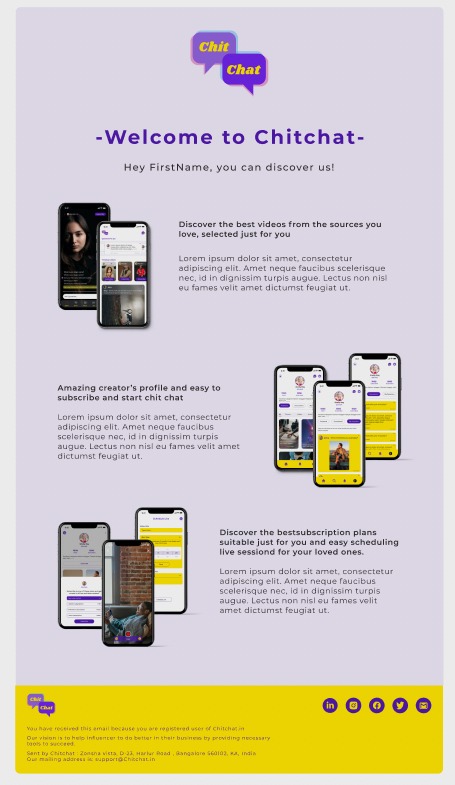 Chit
Chat
-Welcome to Chitchat-
Hey FirstName, you can discover us!
Discover the best videos from the sources you
love, selected just for you
Lorem ipsum dolor sit amet, consectetur
adipiscing elit. Amet neque faucibus scelerisque
nec, id in dignissim turpis augue. Lectus non nisl
eu fames velit amet dictumst feugiat ut.
Amazing creator's profile and easy to
subscribe and start chit chat
Lorem ipsum dolor sit amet, consectetur
adipiscing elit. Amet neque faucibus
scelerisque nec, id in dignissim turpis
augue. Lectus non nisl eu fames velit amet
dictumst feugiat ut.
Discover the bestsubscription plans
suitable just for you and easy scheduling
live sessiond for your loved ones.
Lorem ipsum dolor sit amet, consectetur
adipiscing elit. Amet neque faucibus
scelerisque nec, id in dignissim turpis
augue. Lectus non nisl eu fames velit
amet dictumst feugiat ut.
Chit
Chat
You have received this email because you are registered user of Chitchat.in
Our vision is to help influencer to do better in their business by providing necessary
tools to succeed.
Sent by Chitchat : Zonsha vista, D-23, Harlur Road , Bangalore 560102, KA, India
Our mailing address is: support@Chitchat.in